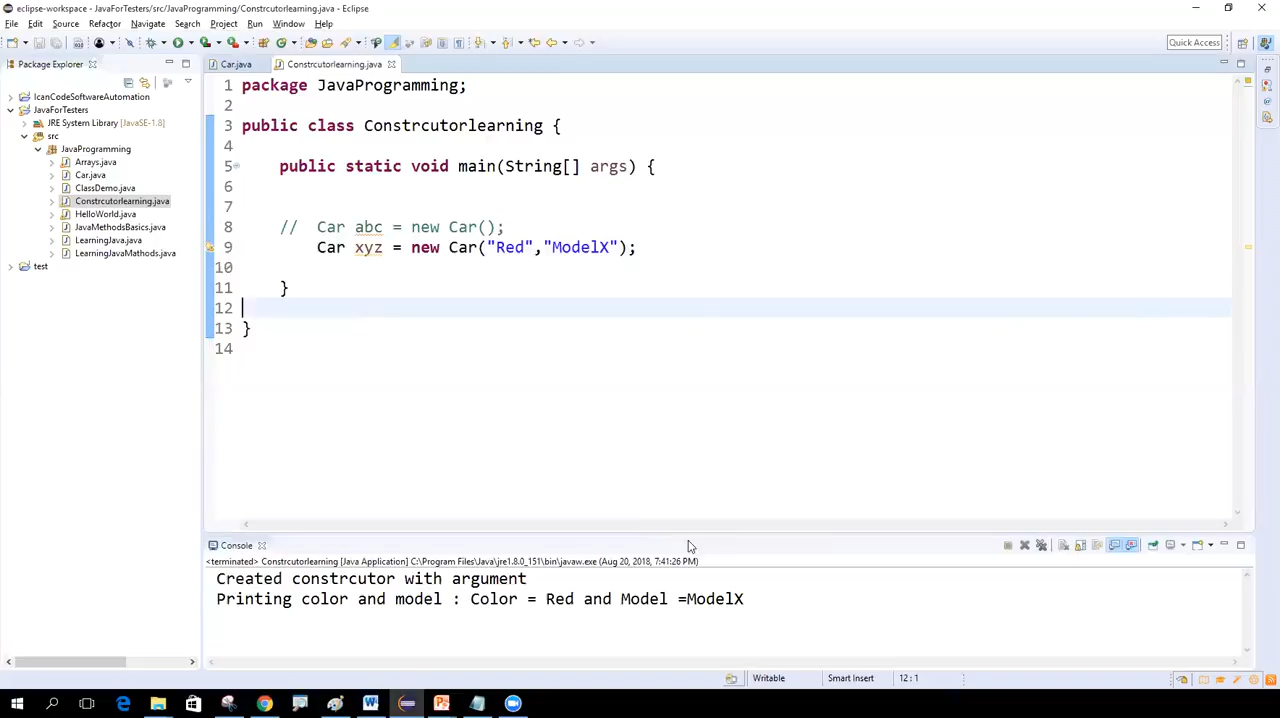 eclipse-workspace - JavaForTesters/src/JavaProgramming/Constrcutorlearning.java - Eclipse
File Edit Source Refactor Navigate Search Project Run Window Help
Quick Access
Package Explorer
Car.java
Constrcutorlearning.java
IcanCodeSoftwareAutomation
JavaForTesters
JRE System Library [JavaSE-1.8]
src
JavaProgramming
Arrays.java
Car.java
ClassDemo.java
Constrcutorlearning.java
HelloWorld.java
JavaMethodsBasics.java
LearningJava.java
LearningJavaMathods.java
test
1 package JavaProgramming;
2
3 public class Constrcutorlearning {
4
5 public static void main(String[] args) {
6
7
8 // Car abc = new Car();
9 Car xyz = new Car("Red","ModelX");
10
11 }
12
13 }
14
Console
<terminated> Constrcutorlearning [Java Application] C:\Program Files\Java\jre1.8.0_151\bin\javaw.exe (Aug 20, 2018, 7:41:26 PM)
Created constrcutor with argument
Printing color and model : Color = Red and Model =ModelX
Writable Smart Insert 12 : 1